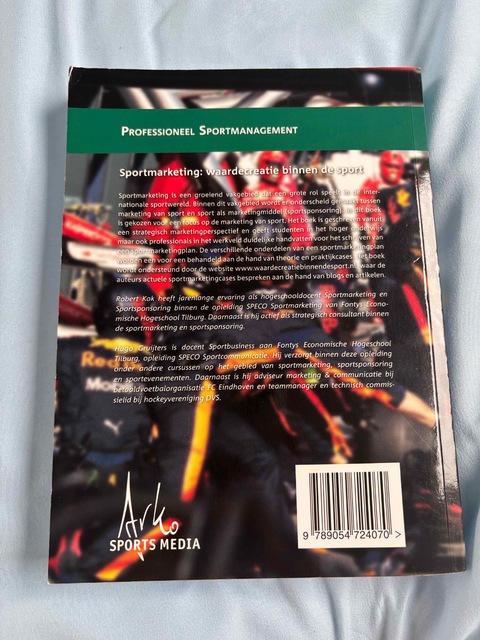 PROFESSIONEEL SPORTMANAGEMENT
Sportmarketing: waardecreatie binnen de sport
Sportmarketing is een groeiend vakgebied dat een grote rol speelt in de inter-
nationale sportwereld. Binnen dit vakgebied wordt er onderscheid gemaakt tussen
marketing van sport en sport als marketingmiddel (sportsponsoring). In dit boek
is gekozen voor een focus op de marketing van sport. Het boek is geschreven vanuit
een strategisch marketingperspectief en geeft studenten in het hoger onderwijs
maar ook professionals in het werkveld duidelijke handvatten voor het schrijven van
een sportmarketingplan. De verschillende onderdelen van een sportmarketingplan
worden een voor een behandeld aan de hand van theorie en praktijkcases. Het boek
wordt ondersteund door de website www.waardecreatiebinnendesport.nl, waar de
auteurs actuele sportmarketingcases bespreken aan de hand van blogs en artikelen.
Robert Kok heeft jarenlange ervaring als hogeschooldocent Sportmarketing en
Sportsponsoring binnen de opleiding SPECO Sportmarketing van Fontys Econo-
mische Hogeschool Tilburg. Daarnaast is hij actief als strategisch consultant binnen
de sportmarketing en sportsponsoring.
Hugo Gruijters is docent Sportbusiness aan Fontys Economische Hogeschool
Tilburg, opleiding SPECO Sportcommunicatie. Hij verzorgt binnen deze opleiding
onder andere cursussen op het gebied van sportmarketing, sportsponsoring
en sportevenementen. Daarnaast is hij adviseur marketing & communicatie bij
betaaldvoetbalorganisatie FC Eindhoven en teammanager en technisch commis-
sielid bij hockeyvereniging DVS.
Arko
SPORTS MEDIA
9 789054 724070 >